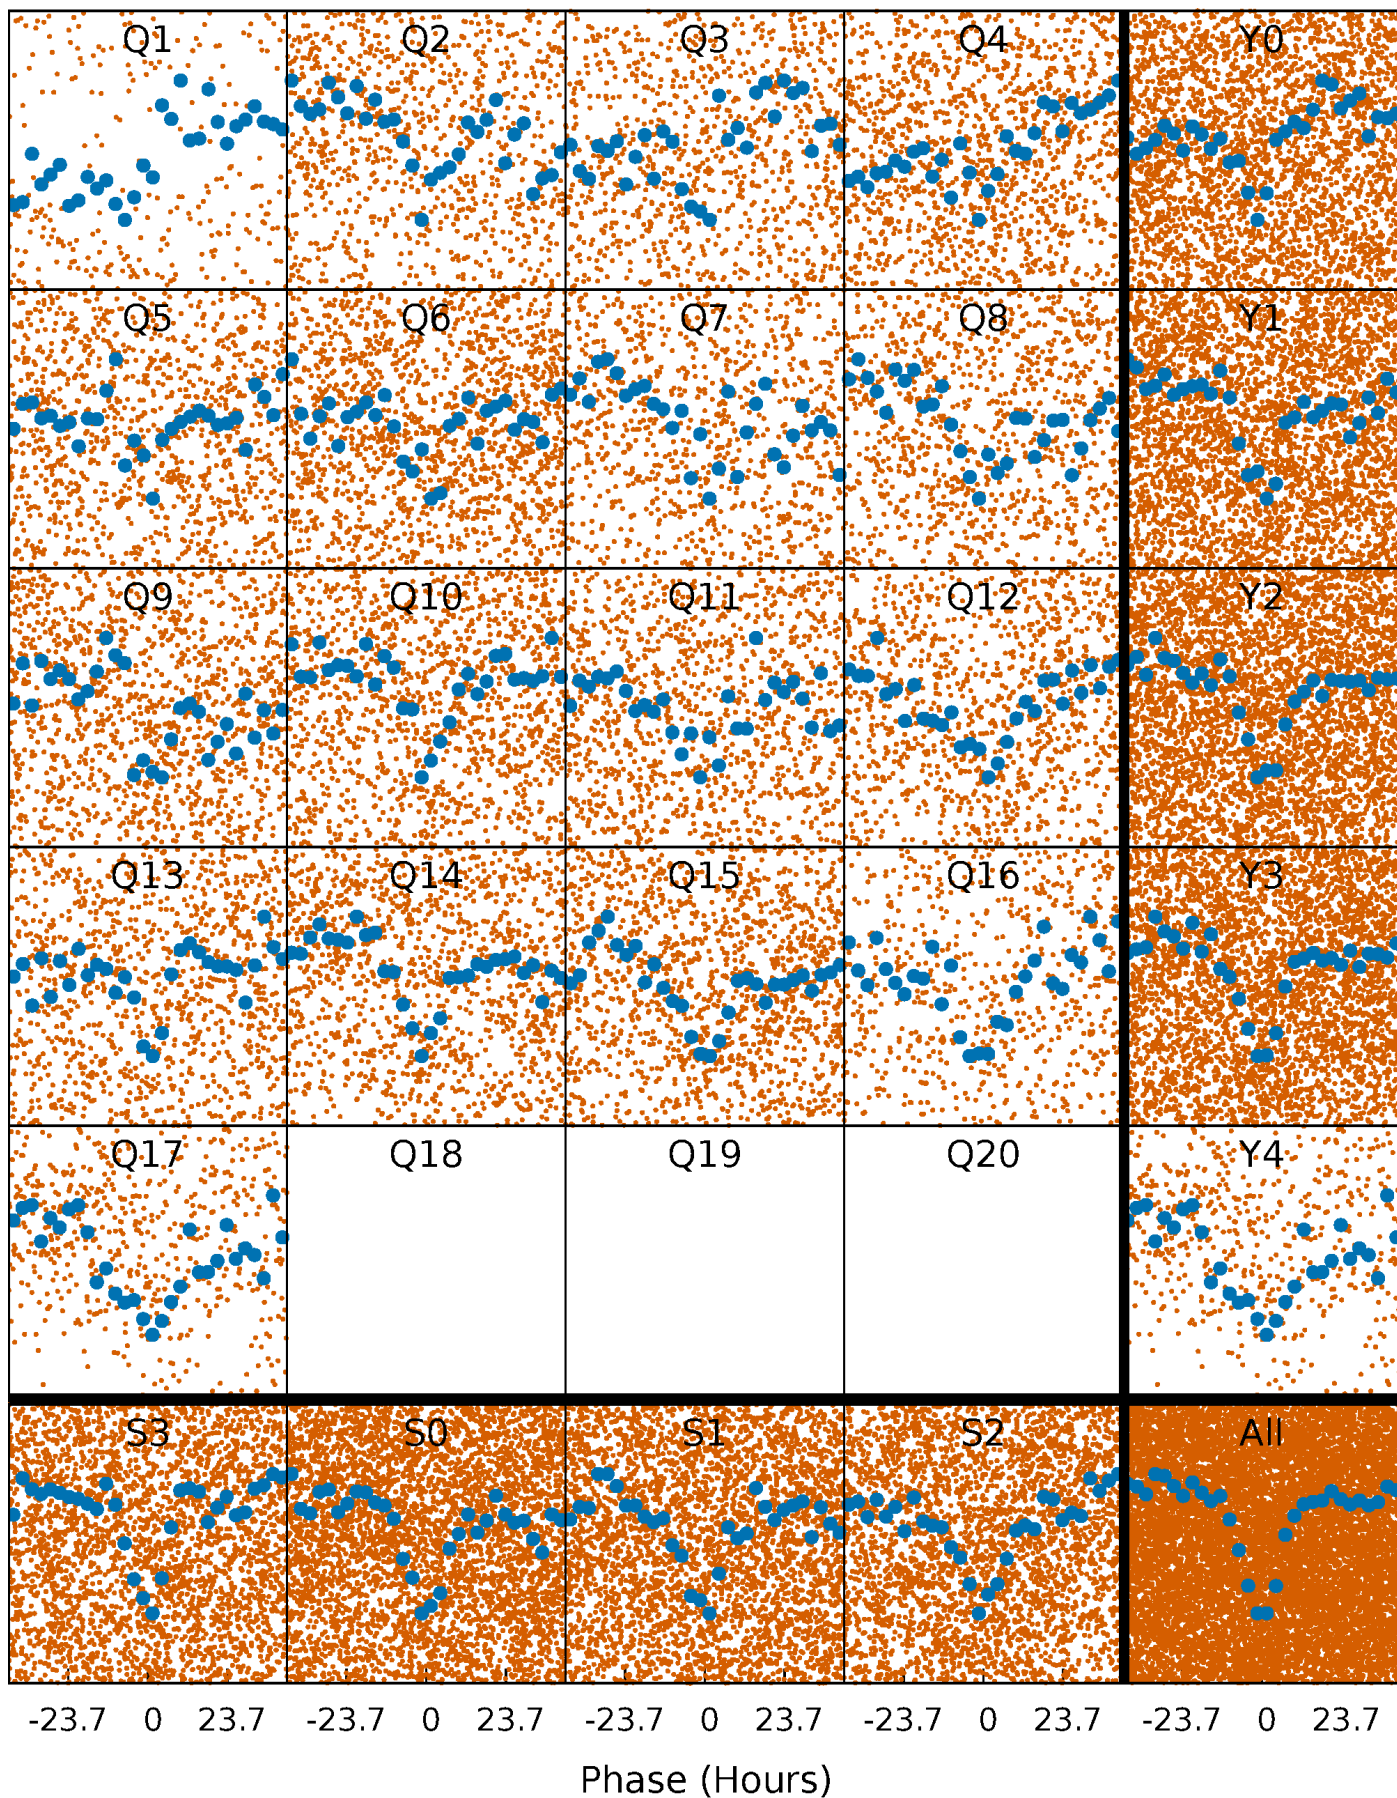 Q1 Q2 Q3 Q4 Y0
Q5 Q6 Q7 Q8 Y1
Q9 Q10 Q11 Q12 Y2
Q13 Q14 Q15 Q16 Y3
Q17 Q18 Q19 Q20 Y4
S3 S0 S1 S2 All
-23.7 0 23.7 -23.7 0 23.7 -23.7 0 23.7 -23.7 0 23.7 -23.7 0 23.7
Phase (Hours)